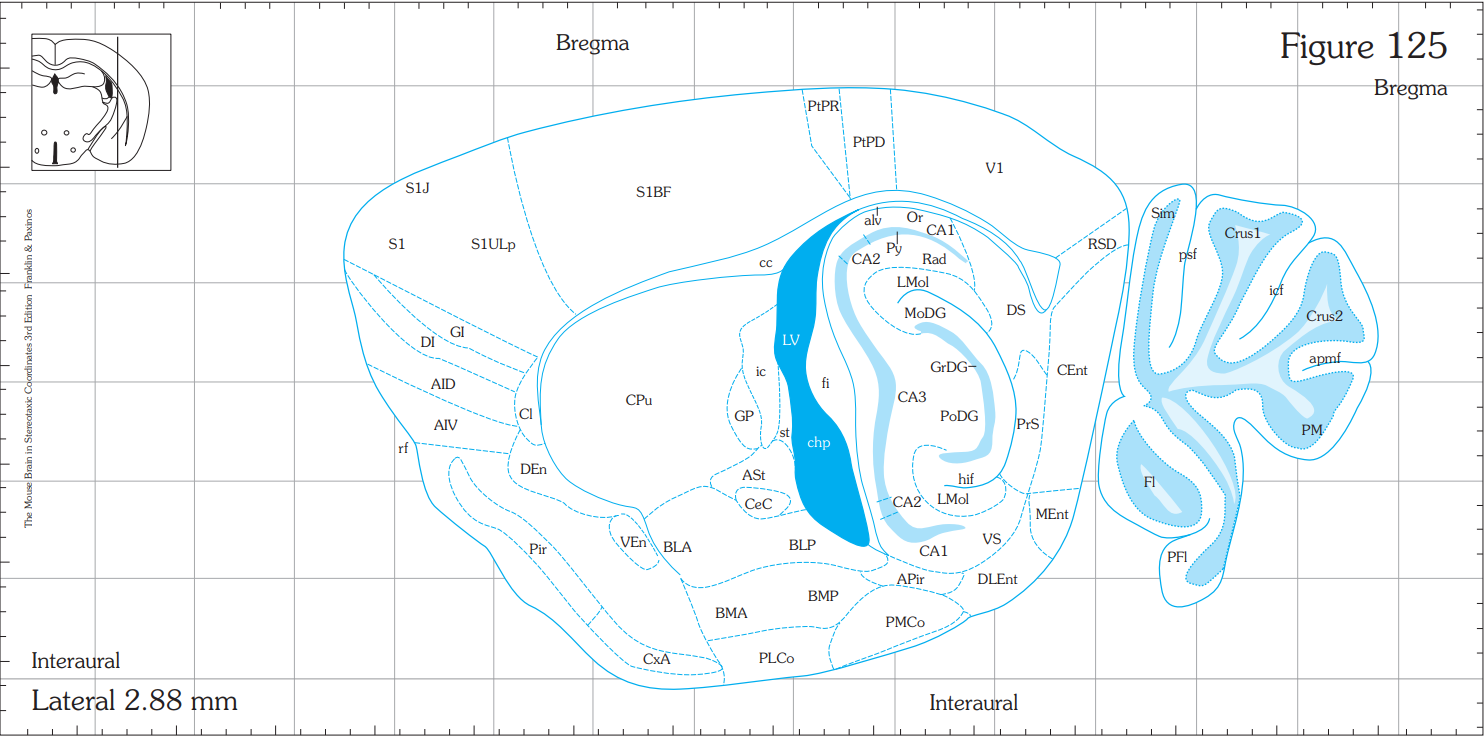 Bregma
Figure 125
Bregma
PtPR
PtPD
V1
S1J
S1BF
S1
S1ULp
alv
Or
CA1
Py
CA2
Rad
RSD
cc
LMol
MoDG
DS
Sim
psf
Crus1
icf
Crus2
apmf
PM
GI
DI
LV
GrDG
CEnt
AID
ic
fi
CPu
CA3
Cl
GP
PoDG
AIV
st
chp
PrS
rf
DEn
ASt
hif
CeC
CA2
LMol
MEnt
Fl
VEn
BLA
BLP
CA1
VS
Pir
PFl
APir
DLEnt
BMP
BMA
PMCo
CxA
PLCo
The Mouse Brain in Stereotaxic Coordinates 3rd Edition Franklin & Paxinos
Interaural
Lateral 2.88 mm
Interaural